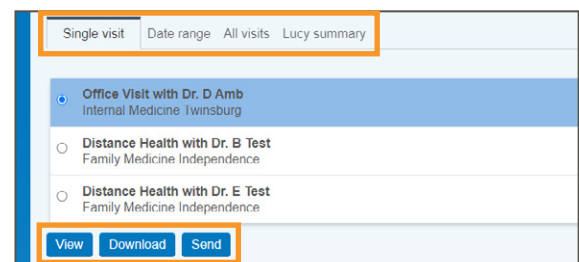 Single visit Date range All visits Lucy summary
Office Visit with Dr. D Amb
Internal Medicine Twinsburg
Distance Health with Dr. B Test
Family Medicine Independence
Distance Health with Dr. E Test
Family Medicine Independence
View Download Send